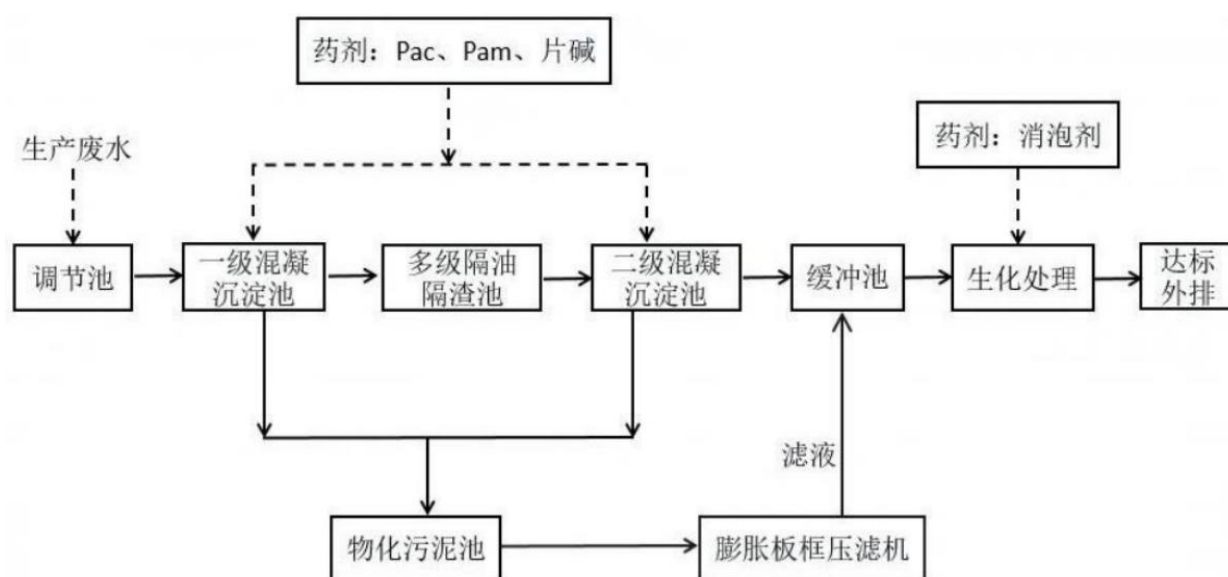 药剂：Pac、Pam、片碱
药剂：消泡剂
生产废水
调节池
一级混凝
沉淀池
多级隔油
隔渣池
二级混凝
沉淀池
缓冲池
生化处理
达标
外排
滤液
物化污泥池
膨胀板框压滤机